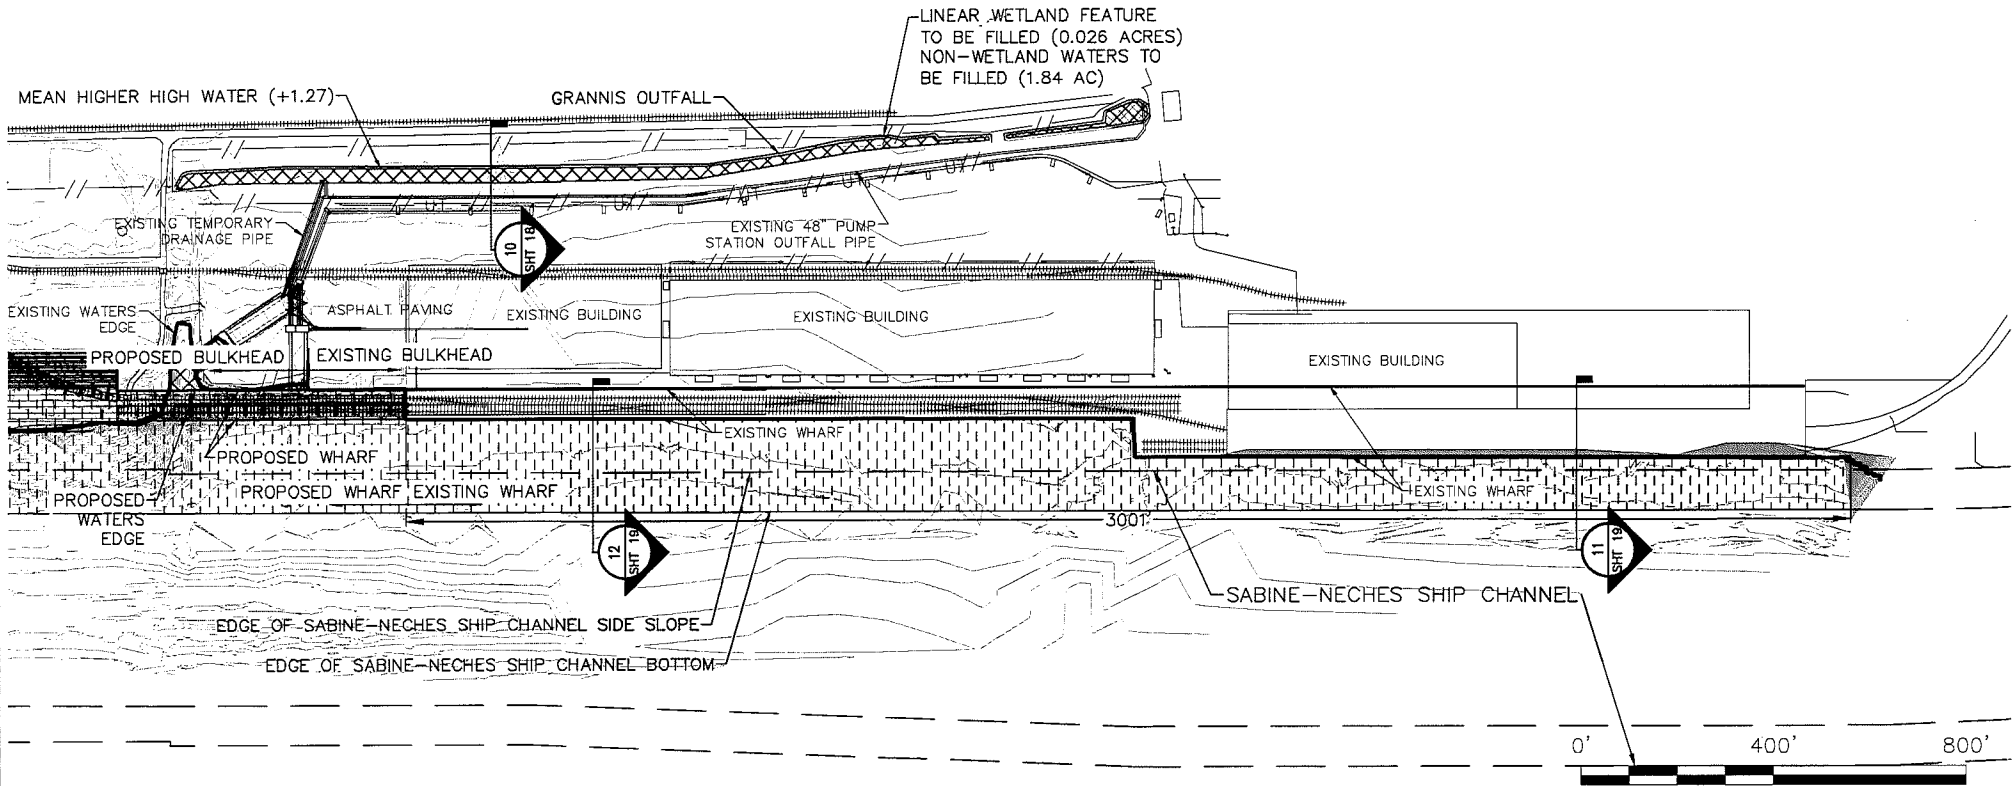 LINEAR WETLAND FEATURE
TO BE FILLED (0.026 ACRES)
NON-WETLAND WATERS TO
BE FILLED (1.84 AC)
MEAN HIGHER HIGH WATER (+1.27)
GRANNIS OUTFALL
EXISTING TEMPORARY
DRAINAGE PIPE
10
SHT 18
EXISTING 48" PUMP
STATION OUTFALL PIPE
EXISTING WATERS
EDGE
ASPHALT PAVING
EXISTING BUILDING
EXISTING BUILDING
EXISTING BUILDING
PROPOSED BULKHEAD
EXISTING BULKHEAD
EXISTING WHARF
PROPOSED WHARF
PROPOSED WHARF
EXISTING WHARF
EXISTING WHARF
PROPOSED
WATERS
EDGE
3001'
12
SHT 19
11
SHT 19
SABINE-NECHES SHIP CHANNEL
EDGE OF SABINE-NECHES SHIP CHANNEL SIDE SLOPE
EDGE OF SABINE-NECHES SHIP CHANNEL BOTTOM
0'
400'
800'